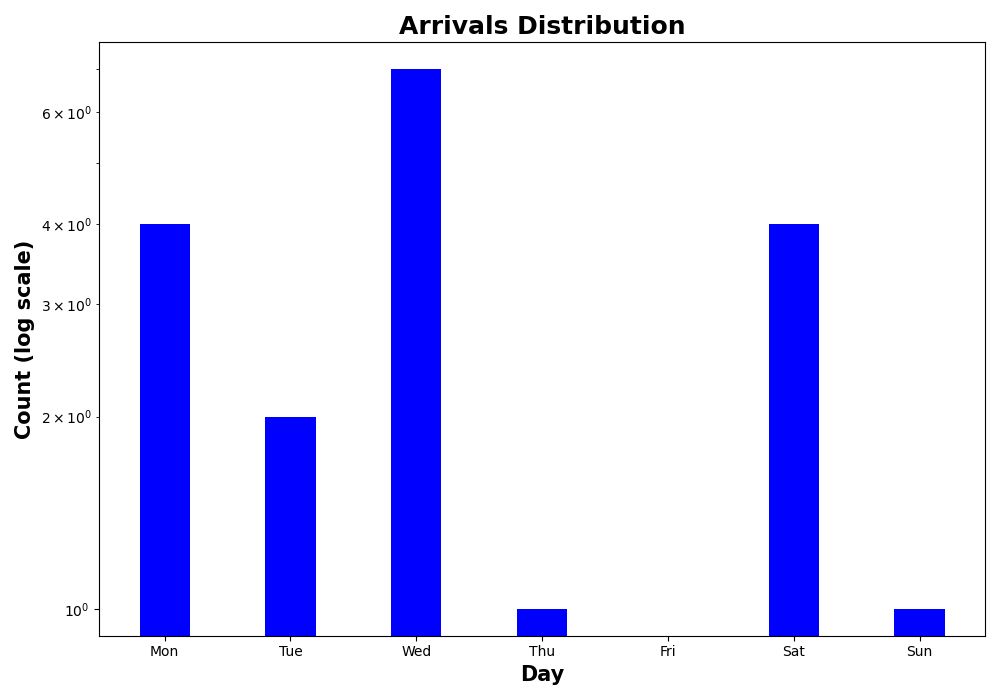 Arrivals Distribution
6 × 10⁰
4 × 10⁰
3 × 10⁰
2 × 10⁰
10⁰
Count (log scale)
Mon Tue Wed Thu Fri Sat Sun
Day